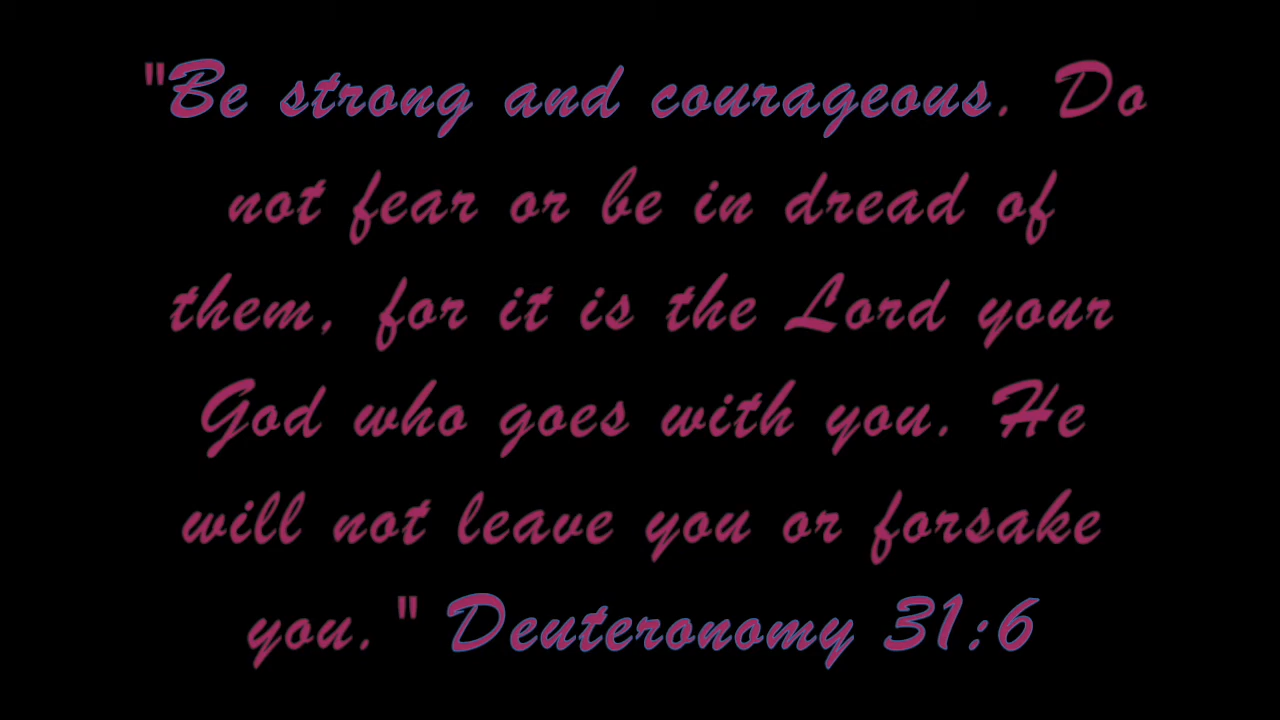 "Be strong and courageous. Do
not fear or be in dread of
them, for it is the Lord your
God who goes with you. He
will not leave you or forsake
you." Deuteronomy 31:6